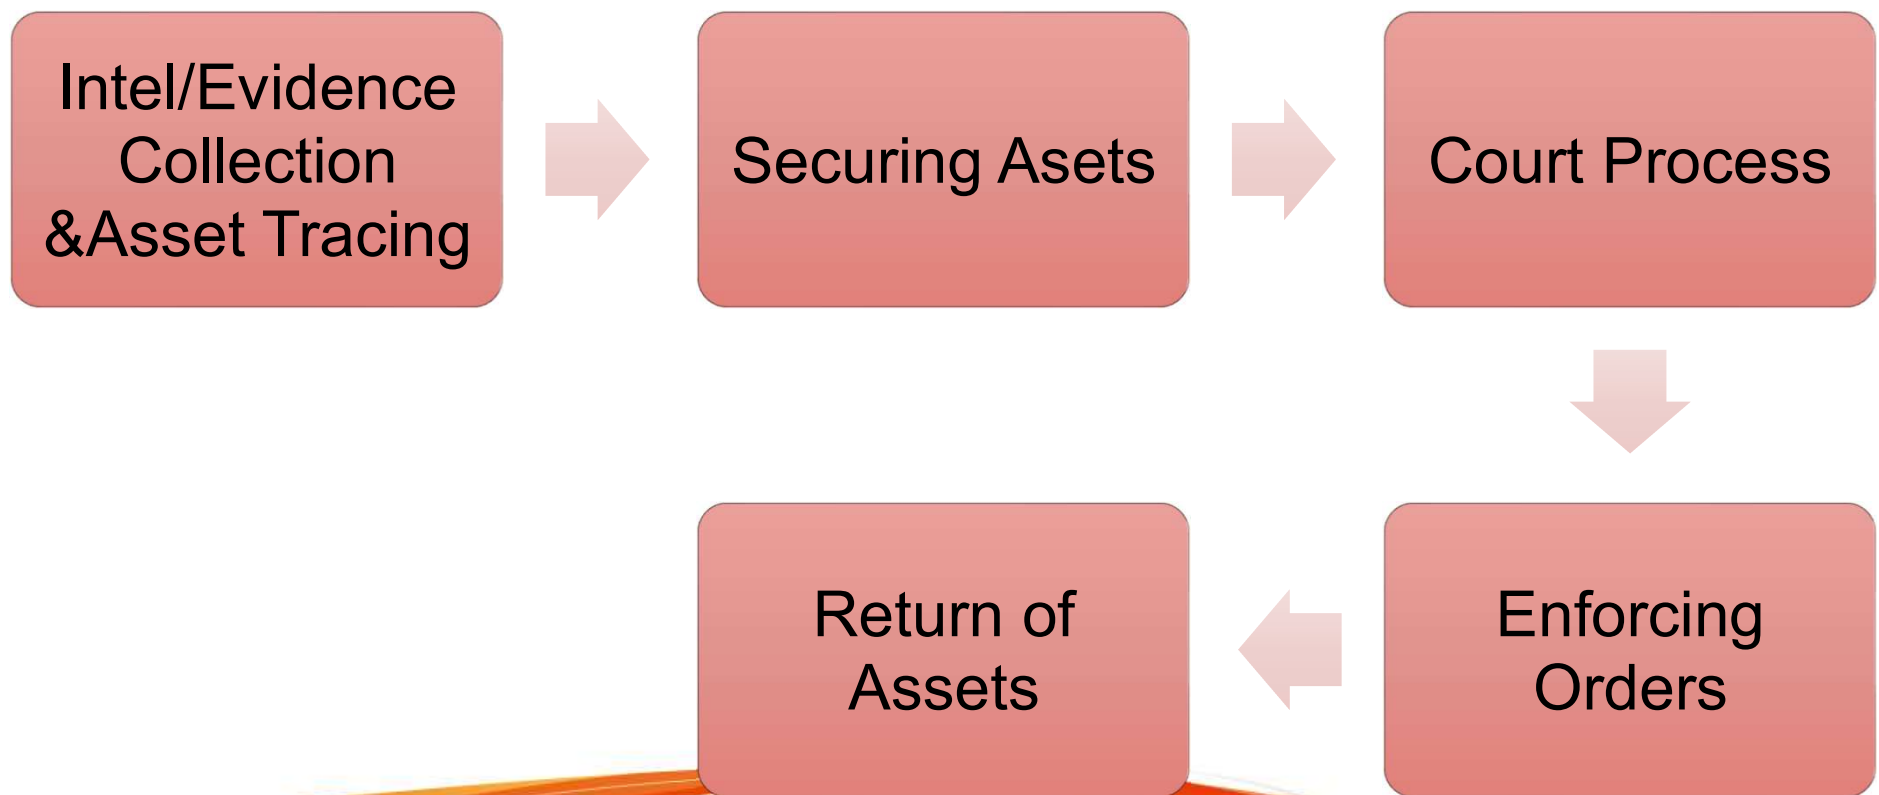 Intel/Evidence
Collection
&Asset Tracing
Securing Asets
Court Process
Enforcing
Orders
Return of
Assets